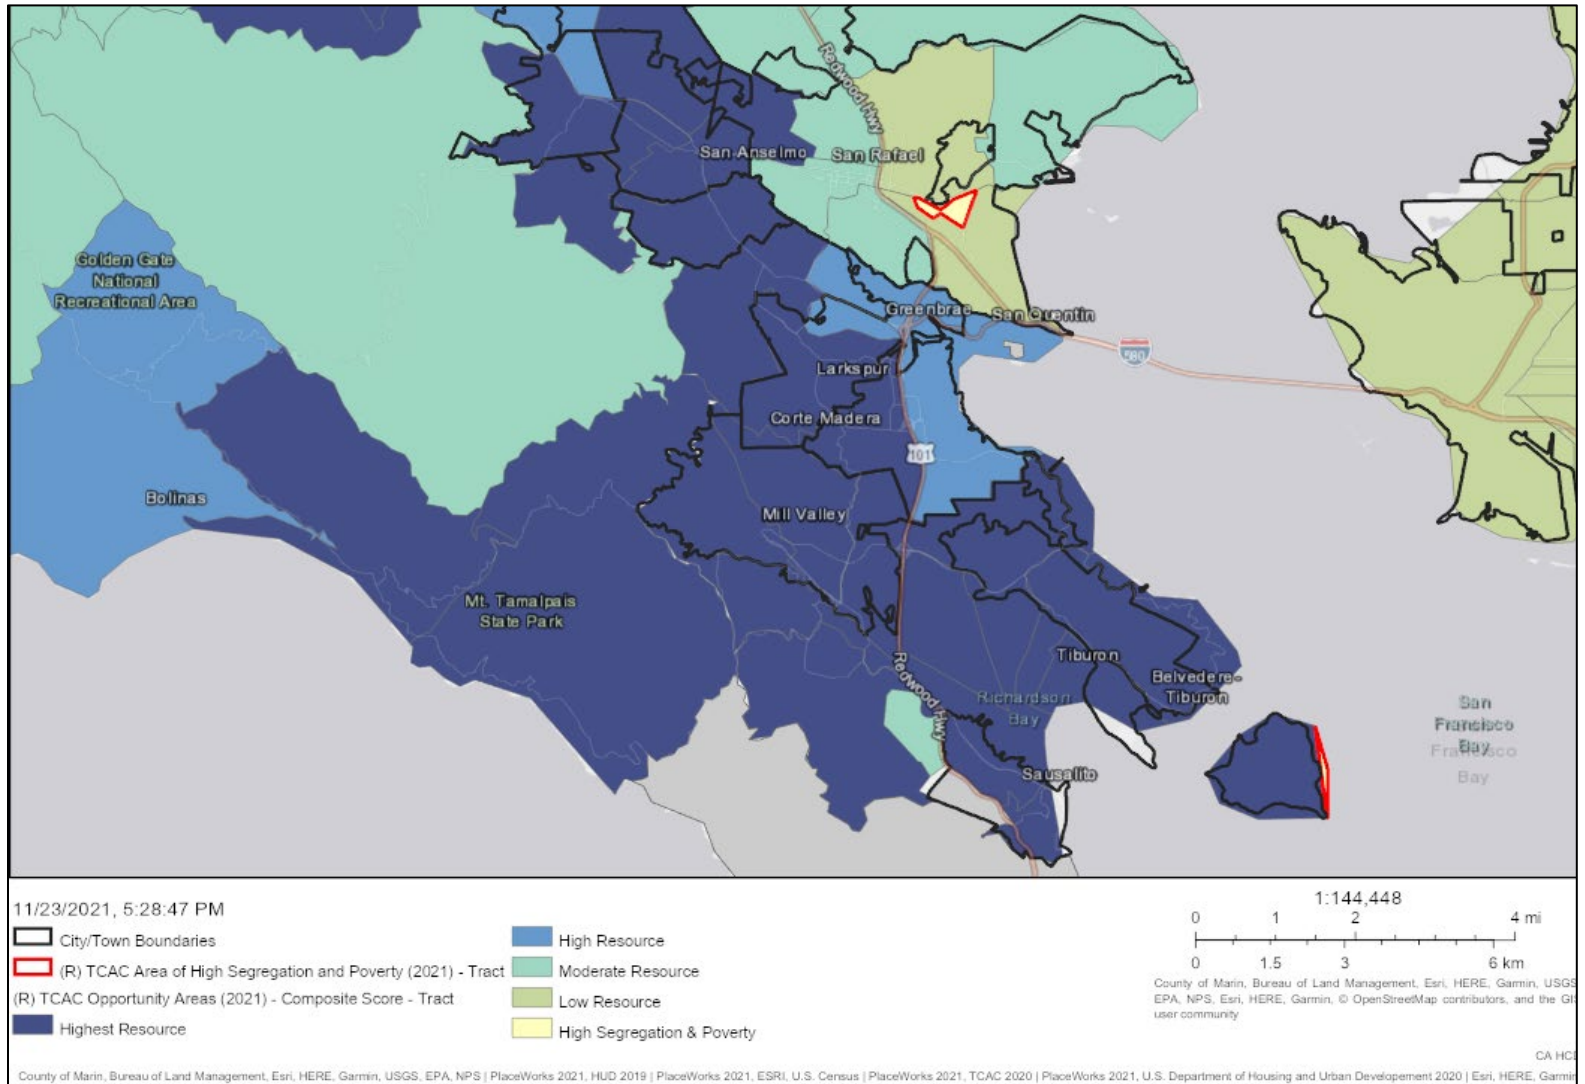 Redwood Hwy
San Anselmo
San Rafael
Golden Gate
National
Recreational Area
Greenbrae
San Quentin
580
Larkspur
Corte Madera
101
Bolinas
Mill Valley
Mt. Tamalpais
State Park
Tiburon
Redwood Hwy
Belvedere-
Tiburon
Richardson
Bay
San
Francisco
Bay
Francisco
Bay
Sausalito
11/23/2021, 5:28:47 PM
City/Town Boundaries
(R) TCAC Area of High Segregation and Poverty (2021) - Tract
(R) TCAC Opportunity Areas (2021) - Composite Score - Tract
Highest Resource
High Resource
Moderate Resource
Low Resource
High Segregation & Poverty
1:144,448
0 1 2 4 mi
0 1.5 3 6 km
County of Marin, Bureau of Land Management, Esri, HERE, Garmin, USGS
EPA, NPS, Esri, HERE, Garmin, © OpenStreetMap contributors, and the GI
user community
CA HC
County of Marin, Bureau of Land Management, Esri, HERE, Garmin, USGS, EPA, NPS | PlaceWorks 2021, HUD 2019 | PlaceWorks 2021, ESRI, U.S. Census | PlaceWorks 2021, TCAC 2020 | PlaceWorks 2021, U.S. Department of Housing and Urban Developement 2020 | Esri, HERE, Garmin